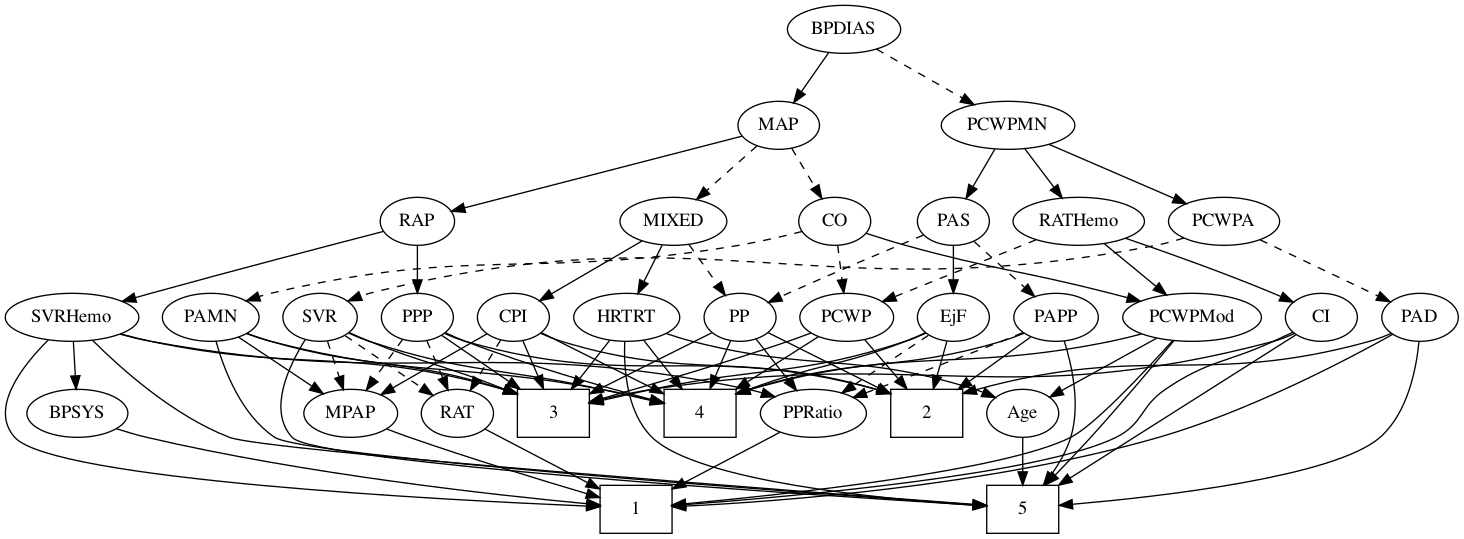 BPDIAS
MAP
PCWPMN
RAP
MIXED
CO
PAS
RATHemo
PCWPA
SVRHemo
PAMN
SVR
PPP
CPI
HRTRT
PP
PCWP
EjF
PAPP
PCWPMod
CI
PAD
BPSYS
MPAP
RAT
3
4
PPRatio
2
Age
1
5